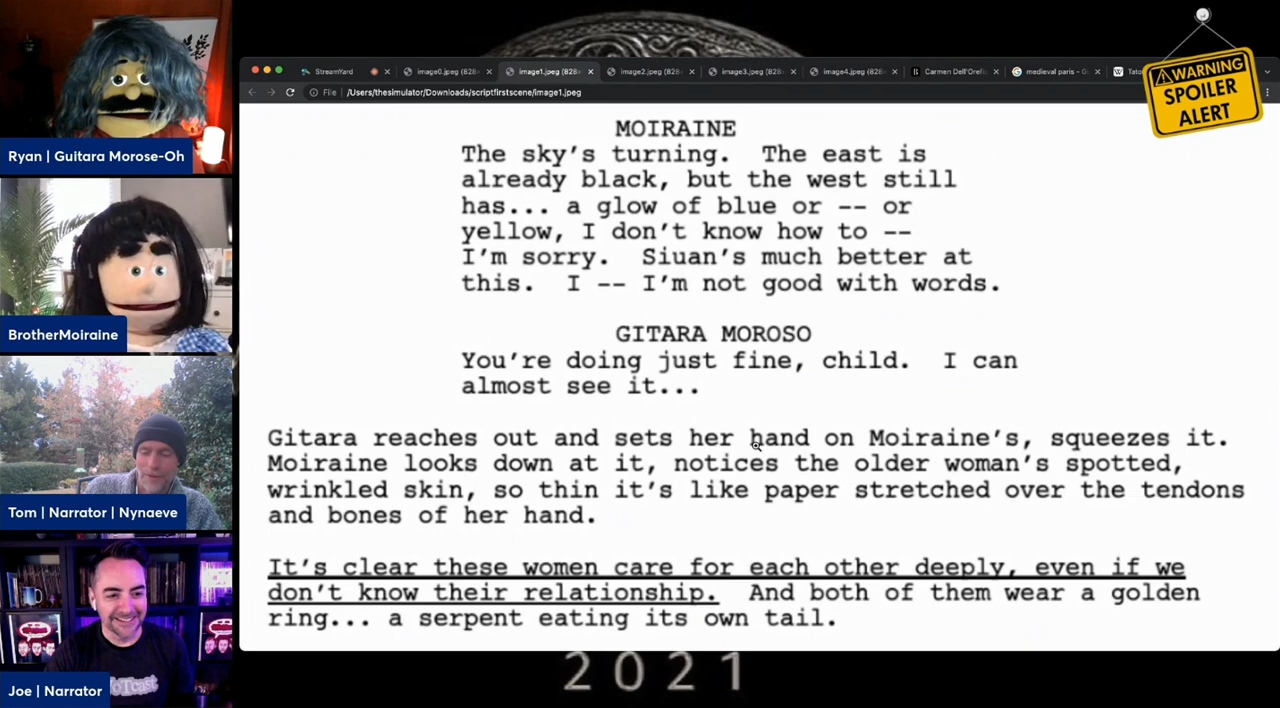 WARNING
SPOILER
ALERT
StreamYard
image0.jpeg (828×
image1.jpeg (828×
image2.jpeg (828×
image3.jpeg (828×
image4.jpeg (828×
Carmen Dell'Orefi
medieval paris - G
File | /Users/thesimulator/Downloads/scriptfirstscene/image1.jpeg
MOIRAINE
The sky's turning. The east is
already black, but the west still
has... a glow of blue or -- or
yellow, I don't know how to --
I'm sorry. Siuan's much better at
this. I -- I'm not good with words.
GITARA MOROSO
You're doing just fine, child. I can
almost see it...
Gitara reaches out and sets her hand on Moiraine's, squeezes it.
Moiraine looks down at it, notices the older woman's spotted,
wrinkled skin, so thin it's like paper stretched over the tendons
and bones of her hand.
It's clear these women care for each other deeply, even if we
don't know their relationship. And both of them wear a golden
ring... a serpent eating its own tail.
Ryan | Guitara Morose-Oh
BrotherMoiraine
Tom | Narrator | Nynaeve
Joe | Narrator
2021